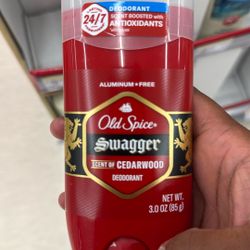 24/7
DEODORANT
SCENT BOOSTED WITH
ANTIOXIDANTS
ALUMINUM★FREE
Old Spice
Swagger
SCENT OF CEDARWOOD
DEODORANT
NET WT.
3.0 OZ (85g)